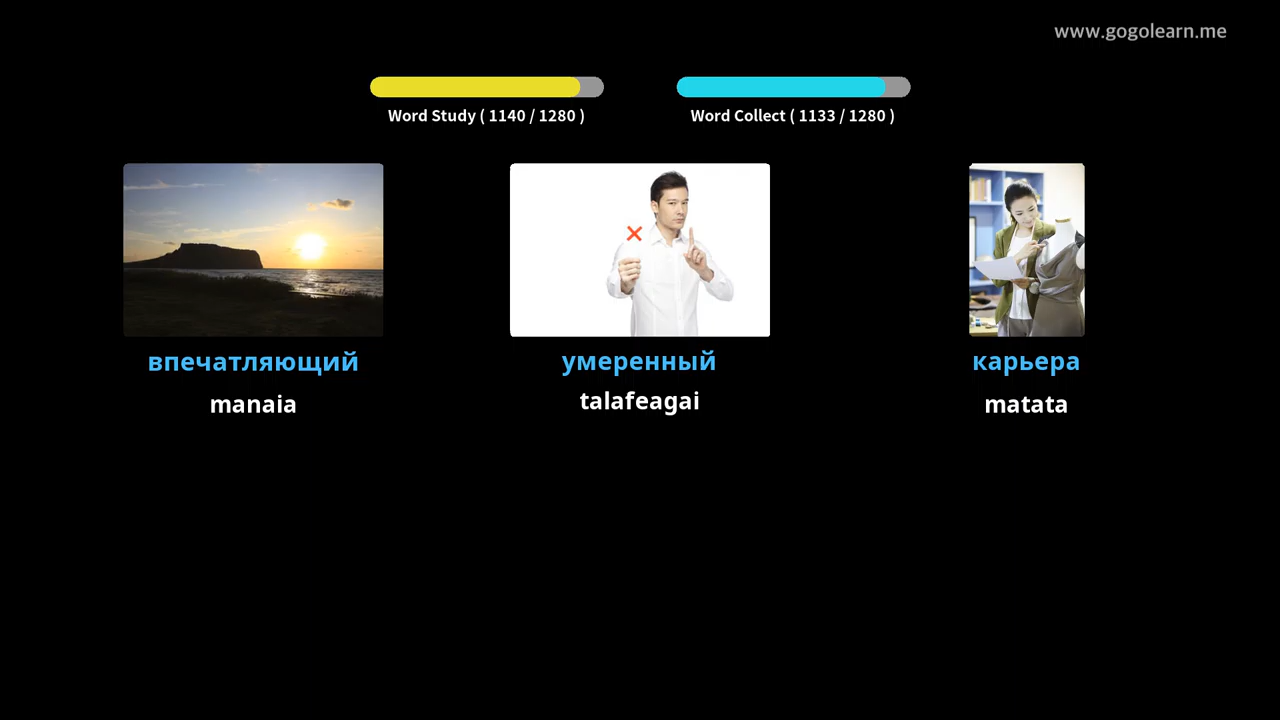 www.gogolearn.me
Word Study ( 1140 / 1280 )
Word Collect ( 1133 / 1280 )
впечатляющий
manaia
умеренный
talafeagai
карьера
matata